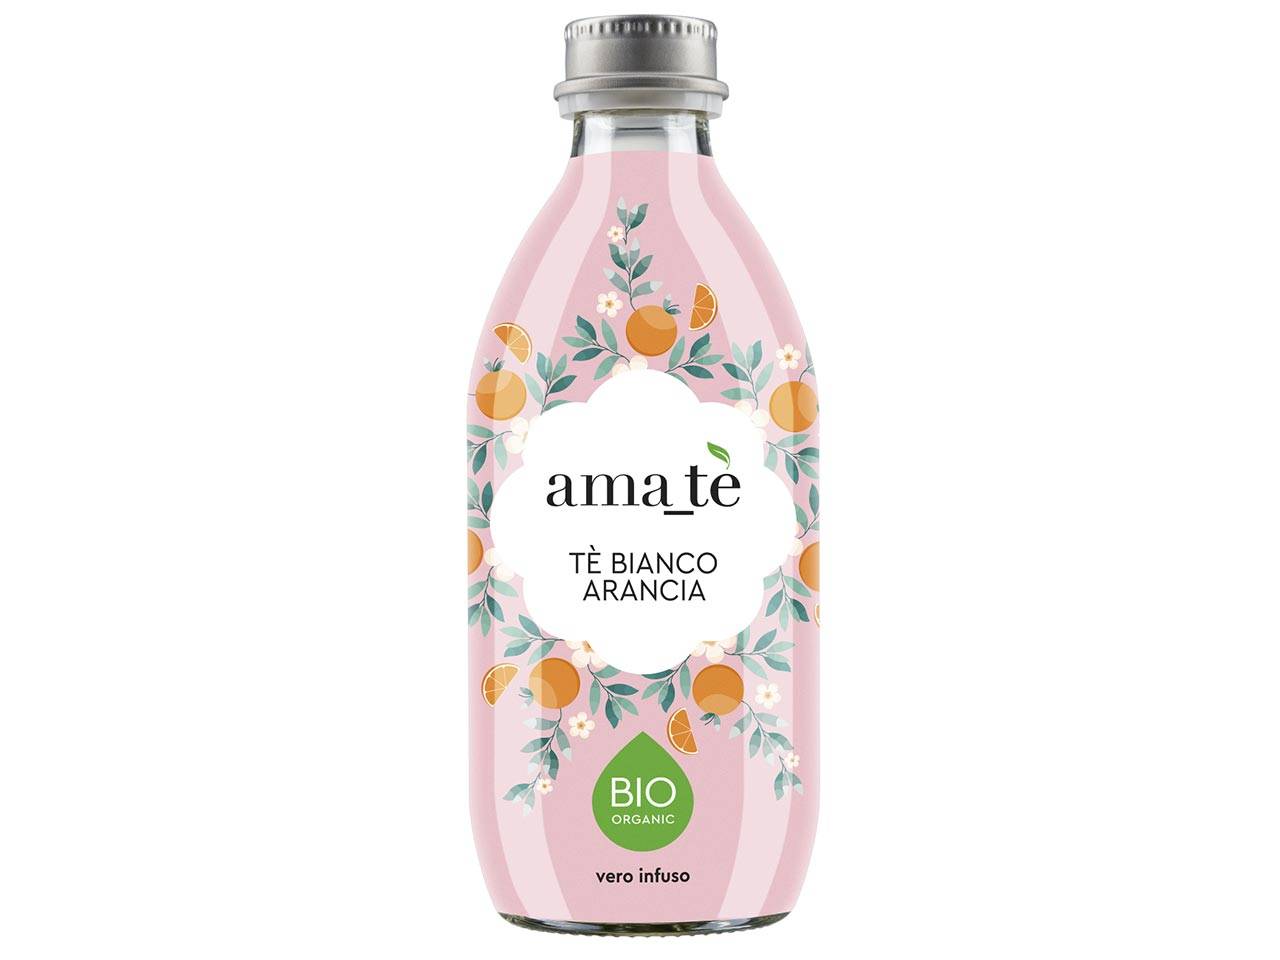 ama_tè
TÈ BIANCO
ARANCIA
BIO
ORGANIC
vero infuso